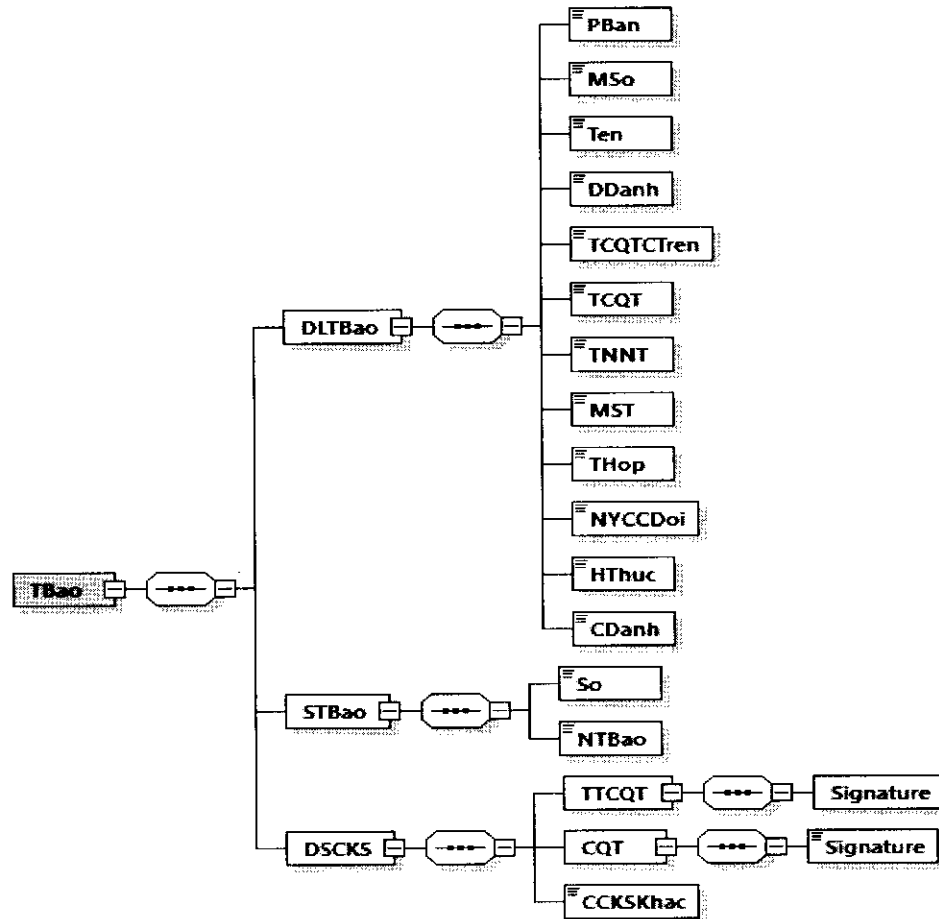 PBan
MSo
Ten
DDanh
TCQTCTren
TCQT
DLTBao
TNNT
MST
THop
NYCCDoi
HThuc
TBao
CDanh
So
STBao
NTBao
TTCQT
Signature
DSCKS
CQT
Signature
CCKSKhac